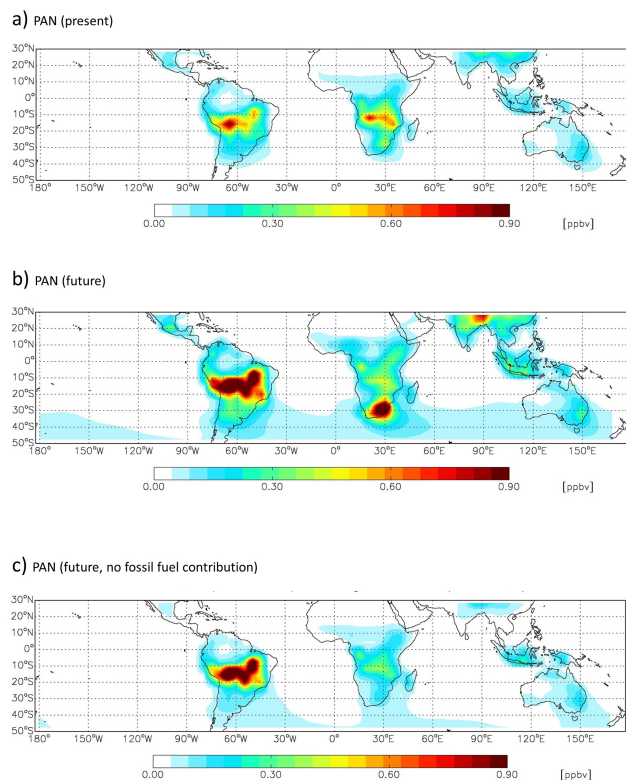 a) PAN (present)
30°N
20°N
10°N
0°
10°S
20°S
30°S
40°S
50°S
180° 150°W 120°W 90°W 60°W 30°W 0° 30°E 60°E 90°E 120°E 150°E
0.00 0.30 0.60 0.90 [ppbv]
b) PAN (future)
30°N
20°N
10°N
0°
10°S
20°S
30°S
40°S
50°S
180° 150°W 120°W 90°W 60°W 30°W 0° 30°E 60°E 90°E 120°E 150°E
0.00 0.30 0.60 0.90 [ppbv]
c) PAN (future, no fossil fuel contribution)
30°N
20°N
10°N
0°
10°S
20°S
30°S
40°S
50°S
180° 150°W 120°W 90°W 60°W 30°W 0° 30°E 60°E 90°E 120°E 150°E
0.00 0.30 0.60 0.90 [ppbv]